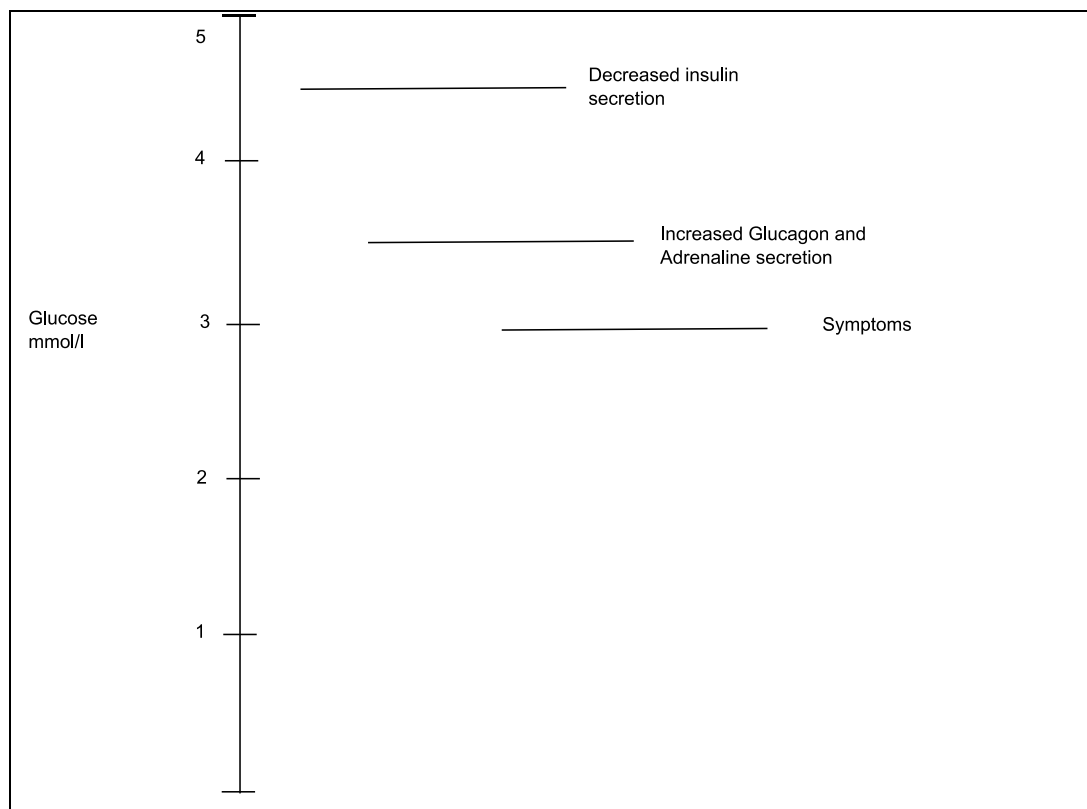 5
Decreased insulin
secretion
4
Increased Glucagon and
Adrenaline secretion
Glucose
mmol/l
3
Symptoms
2
1